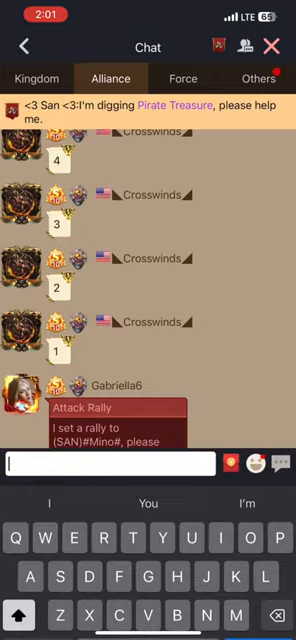 2:01
LTE 65
Chat
Kingdom
Alliance
Force
Others
<3 San <3:I'm digging Pirate Treasure, please help
me.
Crosswinds
4
Crosswinds
3
Crosswinds
2
Crosswinds
1
Gabriella6
Attack Rally
I set a rally to
(SAN)#Mino#, please
I
You
I'm
Q W E R T Y U I O P
A S D F G H J K L
Z X C V B N M